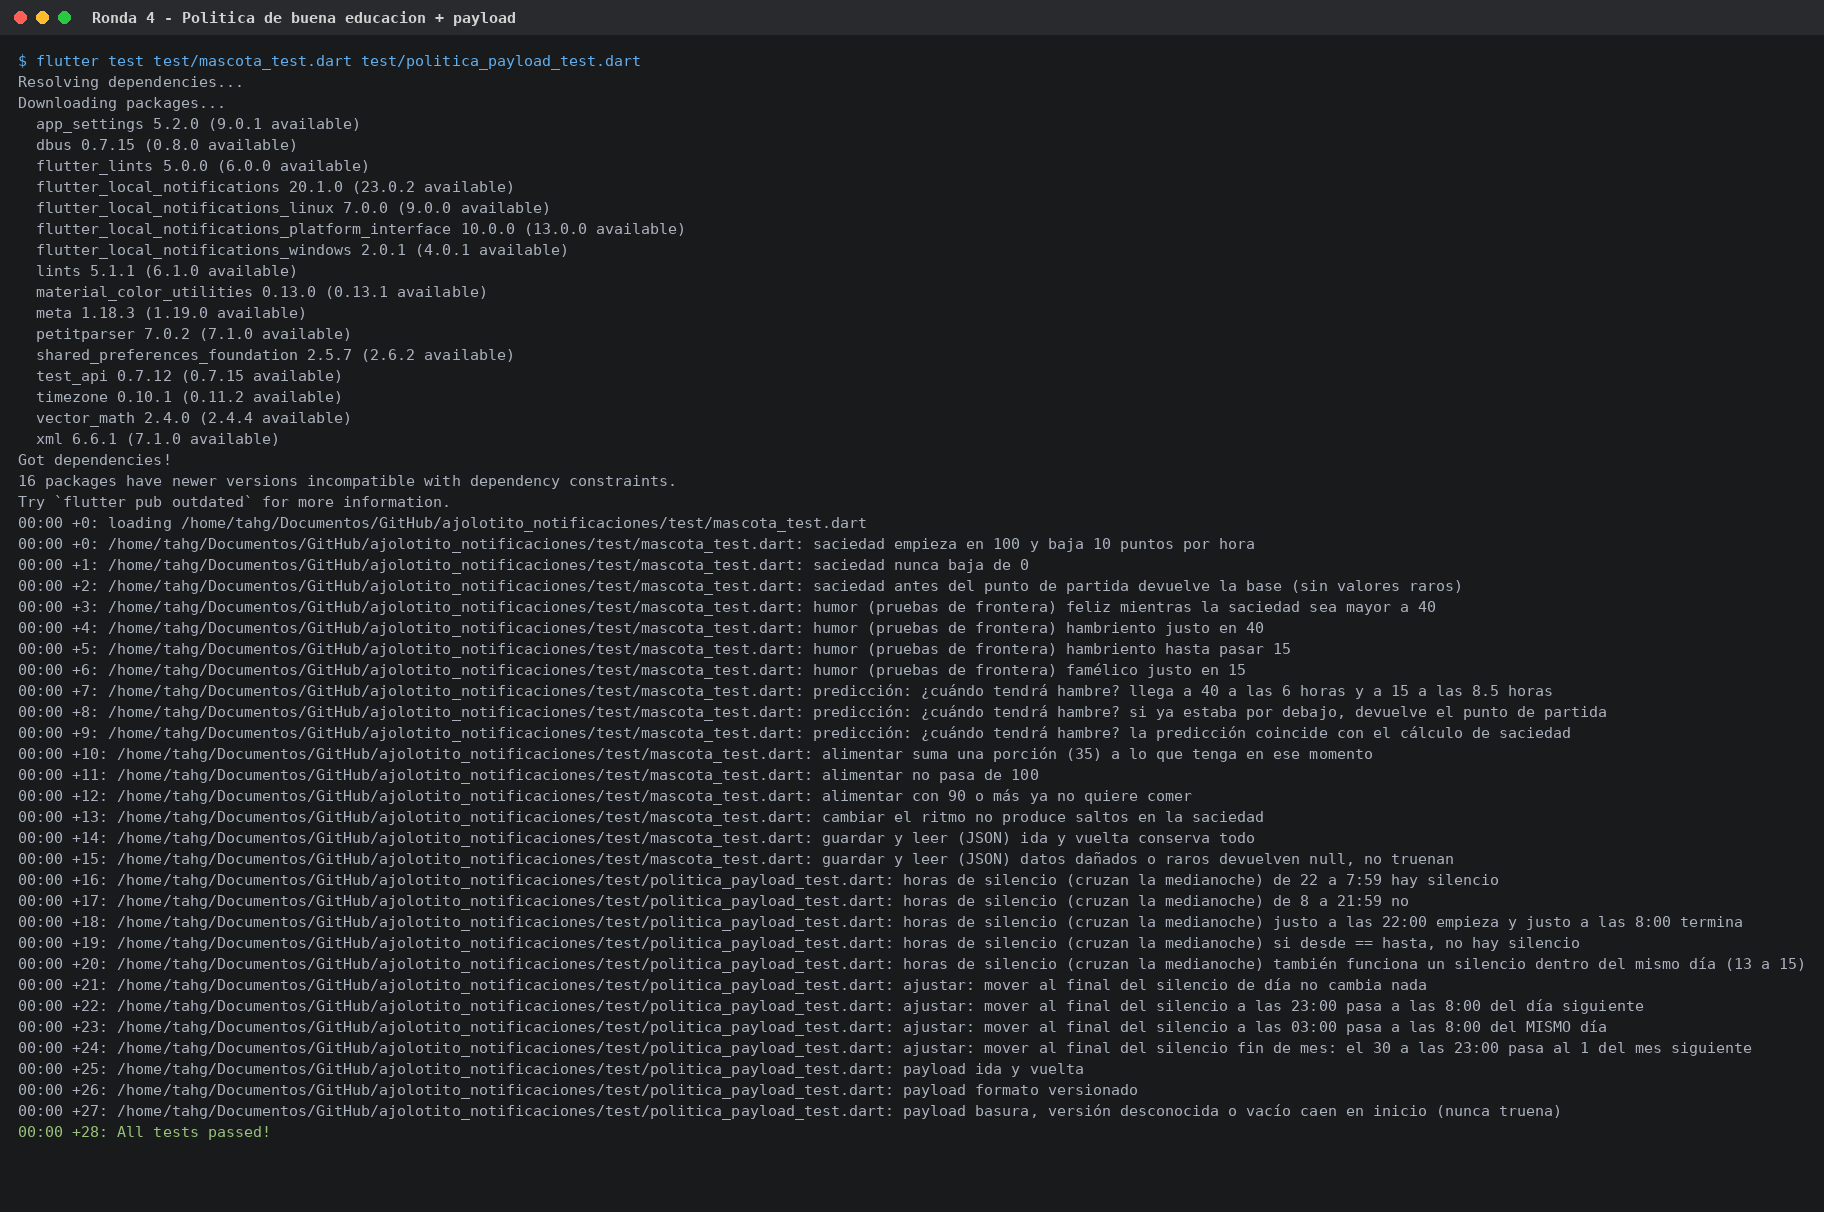 Ronda 4 - Politica de buena educacion + payload
$ flutter test test/mascota_test.dart test/politica_payload_test.dart
Resolving dependencies...
Downloading packages...
  app_settings 5.2.0 (9.0.1 available)
  dbus 0.7.15 (0.8.0 available)
  flutter_lints 5.0.0 (6.0.0 available)
  flutter_local_notifications 20.1.0 (23.0.2 available)
  flutter_local_notifications_linux 7.0.0 (9.0.0 available)
  flutter_local_notifications_platform_interface 10.0.0 (13.0.0 available)
  flutter_local_notifications_windows 2.0.1 (4.0.1 available)
  lints 5.1.1 (6.1.0 available)
  material_color_utilities 0.13.0 (0.13.1 available)
  meta 1.18.3 (1.19.0 available)
  petitparser 7.0.2 (7.1.0 available)
  shared_preferences_foundation 2.5.7 (2.6.2 available)
  test_api 0.7.12 (0.7.15 available)
  timezone 0.10.1 (0.11.2 available)
  vector_math 2.4.0 (2.4.4 available)
  xml 6.6.1 (7.1.0 available)
Got dependencies!
16 packages have newer versions incompatible with dependency constraints.
Try `flutter pub outdated` for more information.
00:00 +0: loading /home/tahg/Documentos/GitHub/ajolotito_notificaciones/test/mascota_test.dart
00:00 +0: /home/tahg/Documentos/GitHub/ajolotito_notificaciones/test/mascota_test.dart: saciedad empieza en 100 y baja 10 puntos por hora
00:00 +1: /home/tahg/Documentos/GitHub/ajolotito_notificaciones/test/mascota_test.dart: saciedad nunca baja de 0
00:00 +2: /home/tahg/Documentos/GitHub/ajolotito_notificaciones/test/mascota_test.dart: saciedad antes del punto de partida devuelve la base (sin valores raros)
00:00 +3: /home/tahg/Documentos/GitHub/ajolotito_notificaciones/test/mascota_test.dart: humor (pruebas de frontera) feliz mientras la saciedad sea mayor a 40
00:00 +4: /home/tahg/Documentos/GitHub/ajolotito_notificaciones/test/mascota_test.dart: humor (pruebas de frontera) hambriento justo en 40
00:00 +5: /home/tahg/Documentos/GitHub/ajolotito_notificaciones/test/mascota_test.dart: humor (pruebas de frontera) hambriento hasta pasar 15
00:00 +6: /home/tahg/Documentos/GitHub/ajolotito_notificaciones/test/mascota_test.dart: humor (pruebas de frontera) famélico justo en 15
00:00 +7: /home/tahg/Documentos/GitHub/ajolotito_notificaciones/test/mascota_test.dart: predicción: ¿cuándo tendrá hambre? llega a 40 a las 6 horas y a 15 a las 8.5 horas
00:00 +8: /home/tahg/Documentos/GitHub/ajolotito_notificaciones/test/mascota_test.dart: predicción: ¿cuándo tendrá hambre? si ya estaba por debajo, devuelve el punto de partida
00:00 +9: /home/tahg/Documentos/GitHub/ajolotito_notificaciones/test/mascota_test.dart: predicción: ¿cuándo tendrá hambre? la predicción coincide con el cálculo de saciedad
00:00 +10: /home/tahg/Documentos/GitHub/ajolotito_notificaciones/test/mascota_test.dart: alimentar suma una porción (35) a lo que tenga en ese momento
00:00 +11: /home/tahg/Documentos/GitHub/ajolotito_notificaciones/test/mascota_test.dart: alimentar no pasa de 100
00:00 +12: /home/tahg/Documentos/GitHub/ajolotito_notificaciones/test/mascota_test.dart: alimentar con 90 o más ya no quiere comer
00:00 +13: /home/tahg/Documentos/GitHub/ajolotito_notificaciones/test/mascota_test.dart: cambiar el ritmo no produce saltos en la saciedad
00:00 +14: /home/tahg/Documentos/GitHub/ajolotito_notificaciones/test/mascota_test.dart: guardar y leer (JSON) ida y vuelta conserva todo
00:00 +15: /home/tahg/Documentos/GitHub/ajolotito_notificaciones/test/mascota_test.dart: guardar y leer (JSON) datos dañados o raros devuelven null, no truenan
00:00 +16: /home/tahg/Documentos/GitHub/ajolotito_notificaciones/test/politica_payload_test.dart: horas de silencio (cruzan la medianoche) de 22 a 7:59 hay silencio
00:00 +17: /home/tahg/Documentos/GitHub/ajolotito_notificaciones/test/politica_payload_test.dart: horas de silencio (cruzan la medianoche) de 8 a 21:59 no
00:00 +18: /home/tahg/Documentos/GitHub/ajolotito_notificaciones/test/politica_payload_test.dart: horas de silencio (cruzan la medianoche) justo a las 22:00 empieza y justo a las 8:00 termina
00:00 +19: /home/tahg/Documentos/GitHub/ajolotito_notificaciones/test/politica_payload_test.dart: horas de silencio (cruzan la medianoche) si desde == hasta, no hay silencio
00:00 +20: /home/tahg/Documentos/GitHub/ajolotito_notificaciones/test/politica_payload_test.dart: horas de silencio (cruzan la medianoche) también funciona un silencio dentro del mismo día (13 a 15)
00:00 +21: /home/tahg/Documentos/GitHub/ajolotito_notificaciones/test/politica_payload_test.dart: ajustar: mover al final del silencio de día no cambia nada
00:00 +22: /home/tahg/Documentos/GitHub/ajolotito_notificaciones/test/politica_payload_test.dart: ajustar: mover al final del silencio a las 23:00 pasa a las 8:00 del día siguiente
00:00 +23: /home/tahg/Documentos/GitHub/ajolotito_notificaciones/test/politica_payload_test.dart: ajustar: mover al final del silencio a las 03:00 pasa a las 8:00 del MISMO día
00:00 +24: /home/tahg/Documentos/GitHub/ajolotito_notificaciones/test/politica_payload_test.dart: ajustar: mover al final del silencio fin de mes: el 30 a las 23:00 pasa al 1 del mes siguiente
00:00 +25: /home/tahg/Documentos/GitHub/ajolotito_notificaciones/test/politica_payload_test.dart: payload ida y vuelta
00:00 +26: /home/tahg/Documentos/GitHub/ajolotito_notificaciones/test/politica_payload_test.dart: payload formato versionado
00:00 +27: /home/tahg/Documentos/GitHub/ajolotito_notificaciones/test/politica_payload_test.dart: payload basura, versión desconocida o vacío caen en inicio (nunca truena)
00:00 +28: All tests passed!